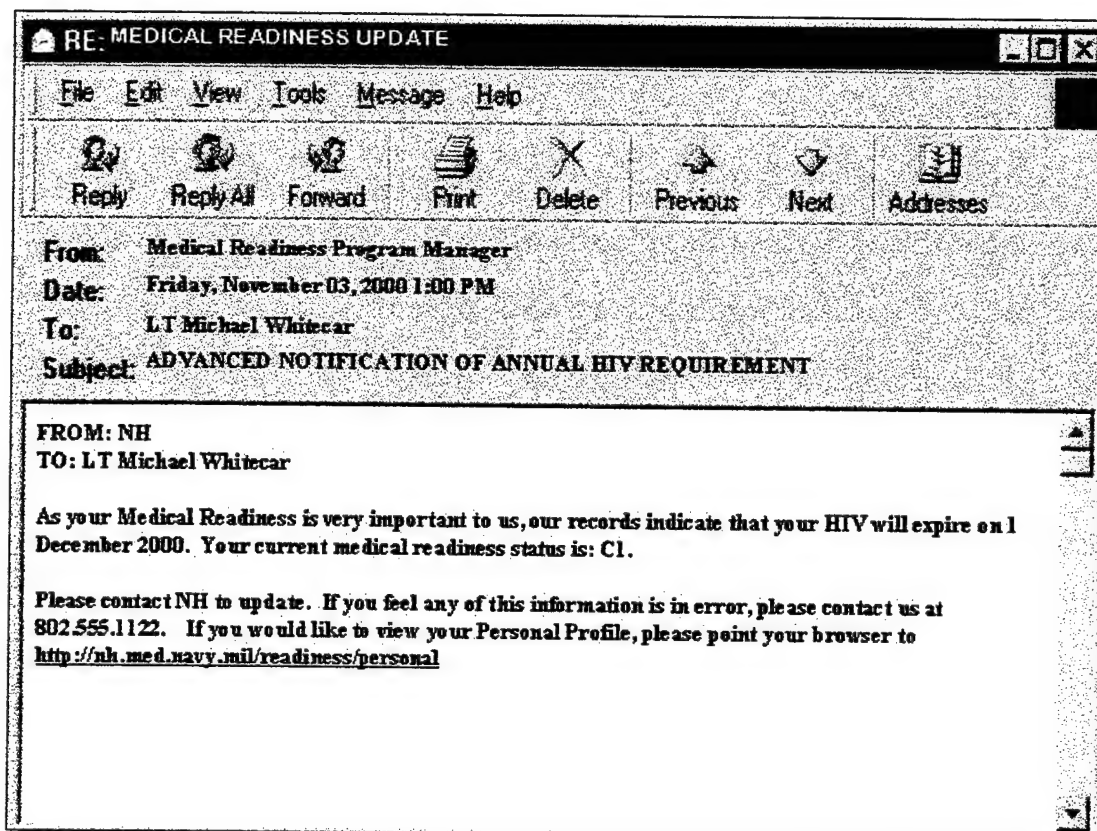 RE: MEDICAL READINESS UPDATE
File Edit View Tools Message Help
Reply Reply All Forward Print Delete Previous Next Addresses
From: Medical Readiness Program Manager
Date: Friday, November 03, 2000 1:00 PM
To: LT Michael Whitecar
Subject: ADVANCED NOTIFICATION OF ANNUAL HIV REQUIREMENT
FROM: NH
TO: LT Michael Whitecar
As your Medical Readiness is very important to us, our records indicate that your HIV will expire on 1
December 2000. Your current medical readiness status is: C1.
Please contact NH to update. If you feel any of this information is in error, please contact us at
802.555.1122. If you would like to view your Personal Profile, please point your browser to
http://nh.med.navy.mil/readiness/personal